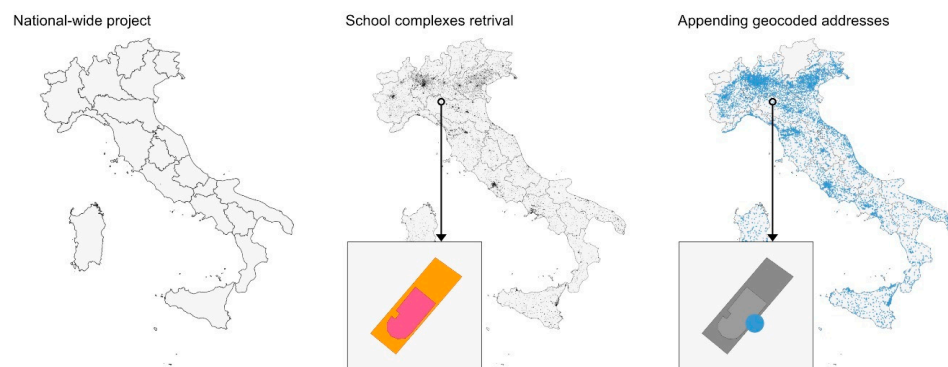 National-wide project
School complexes retrival
Appending geocoded addresses